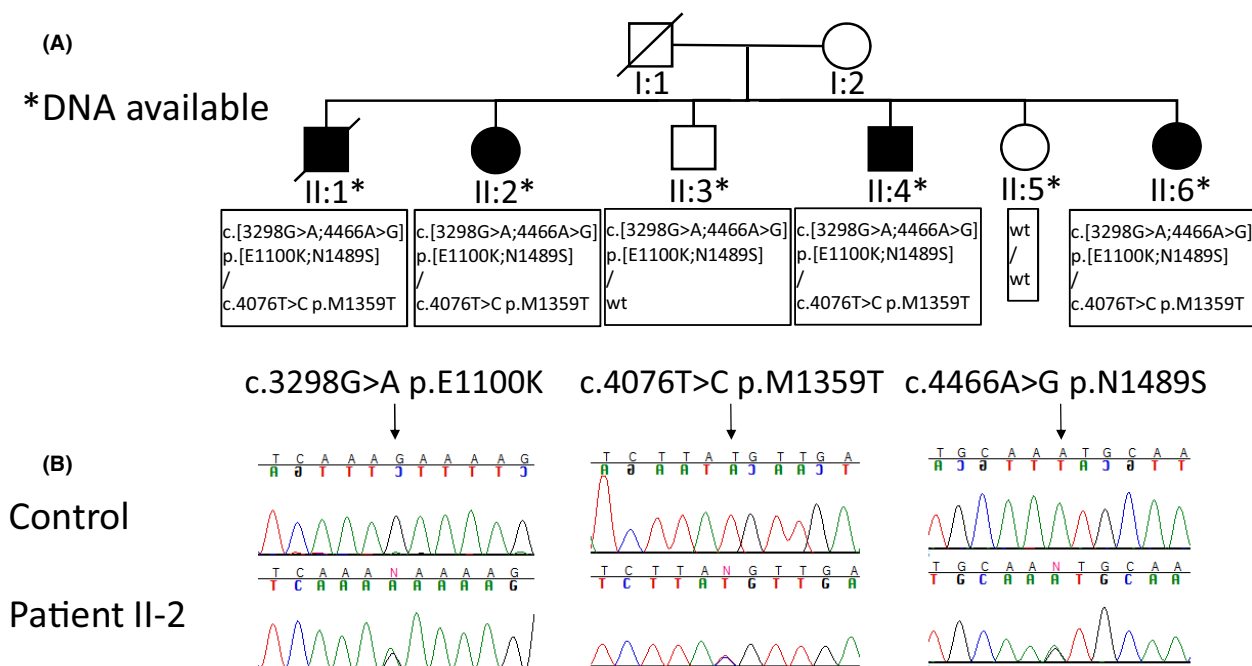 (A)
*DNA available
I:1 I:2
II:1* II:2* II:3* II:4* II:5* II:6*
c.[3298G>A;4466A>G]
p.[E1100K;N1489S]
/
c.4076T>C p.M1359T
c.[3298G>A;4466A>G]
p.[E1100K;N1489S]
/
c.4076T>C p.M1359T
c.[3298G>A;4466A>G]
p.[E1100K;N1489S]
/
wt
c.[3298G>A;4466A>G]
p.[E1100K;N1489S]
/
c.4076T>C p.M1359T
wt
/
wt
c.[3298G>A;4466A>G]
p.[E1100K;N1489S]
/
c.4076T>C p.M1359T
c.3298G>A p.E1100K c.4076T>C p.M1359T c.4466A>G p.N1489S
(B)
Control
T C A A A G A A A A G
A G T T T C T T T T C
T C T T A T G T T G A
A G A A T A C A A C T
T G C A A A T G C A A
A C G T T T A C G T T
Patient II-2
T C A A A N A A A A G
T C A A A A A A A A G
T C T T A N G T T G A
T C T T A T G T T G A
T G C A A N T G C A A
T G C A A A T G C A A